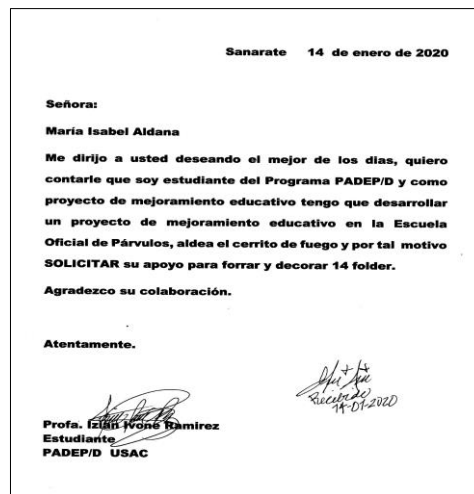 Sanarate 14 de enero de 2020
Señora:
María Isabel Aldana
Me dirijo a usted deseando el mejor de los dias, quiero
contarle que soy estudiante del Programa PADEP/D y como
proyecto de mejoramiento educativo tengo que desarrollar
un proyecto de mejoramiento educativo en la Escuela
Oficial de Párvulos, aldea el cerrito de fuego y por tal motivo
SOLICITAR su apoyo para forrar y decorar 14 folder.
Agradezco su colaboración.
Atentamente.
Recibido
14-01-2020
Profa. Izlan Ivone Ramirez
Estudiante
PADEP/D USAC